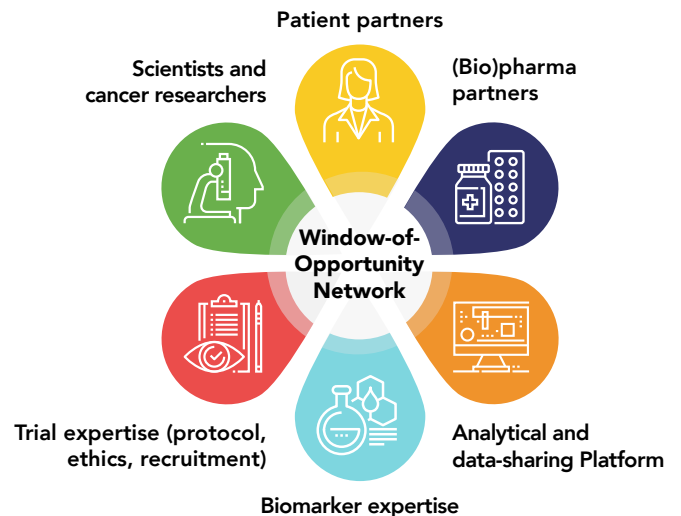 Patient partners
Scientists and
cancer researchers
(Bio)pharma
partners
Window-of-
Opportunity
Network
Trial expertise (protocol,
ethics, recruitment)
Analytical and
data-sharing Platform
Biomarker expertise